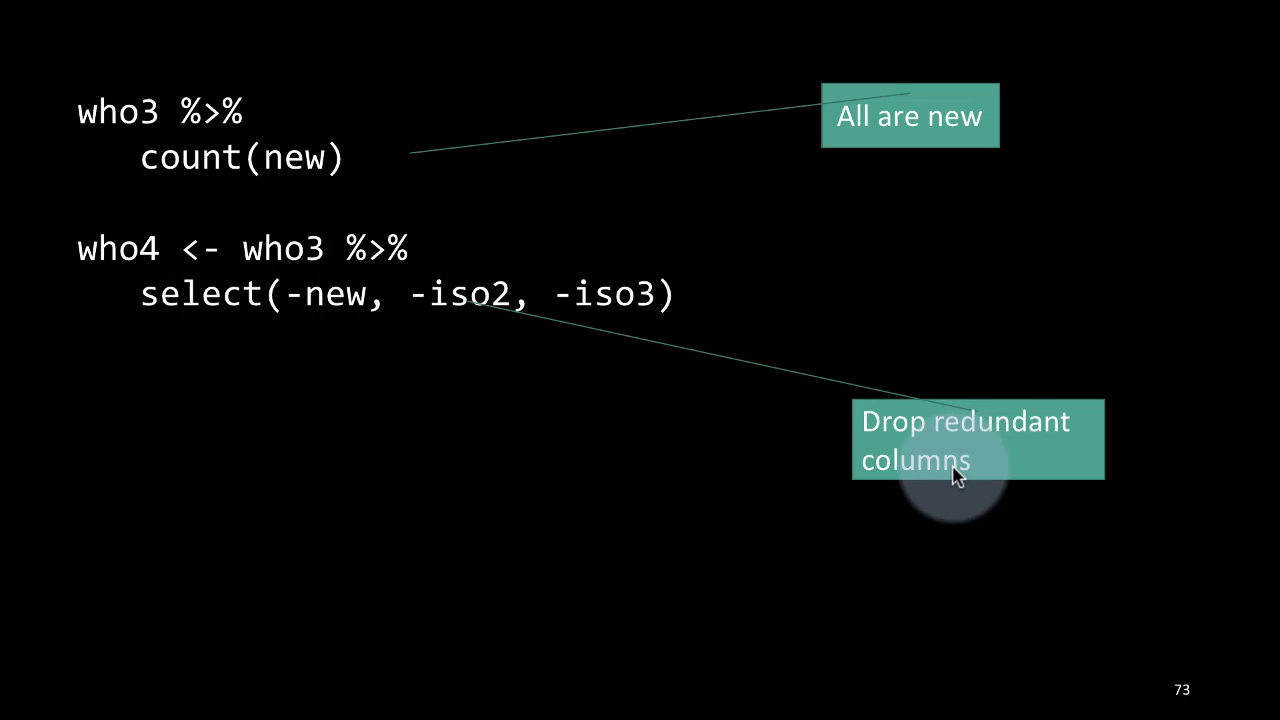 who3 %>%
count(new)
All are new
who4 <- who3 %>%
select(-new, -iso2, -iso3)
Drop redundant
columns
73